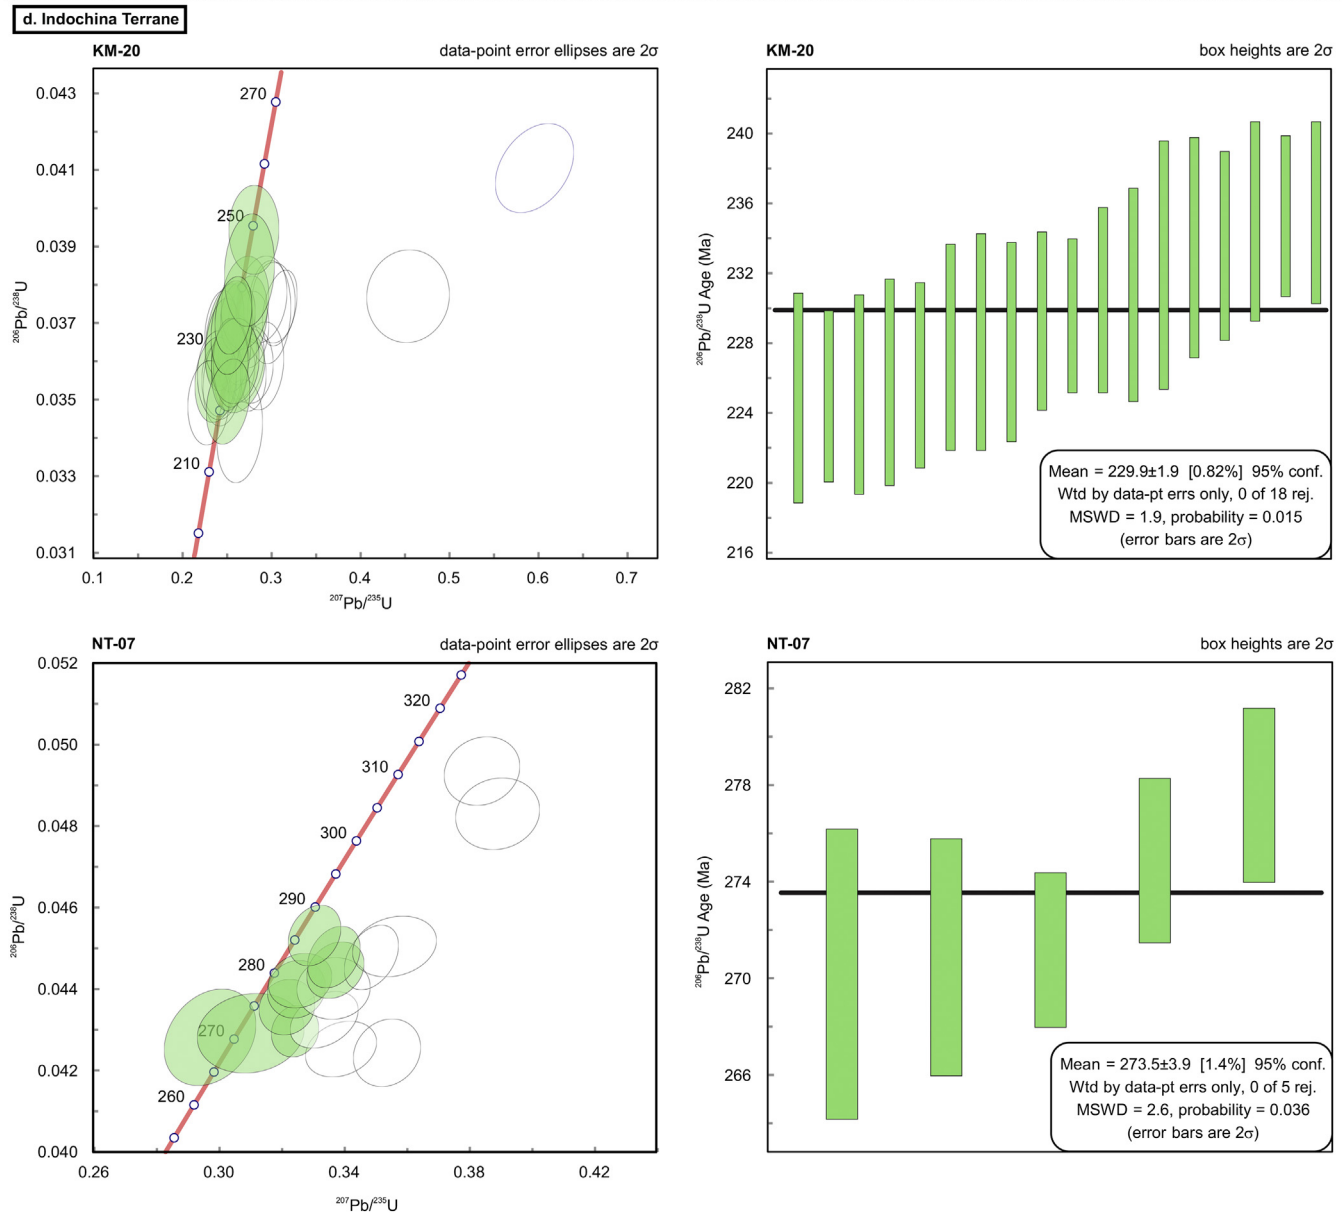 d. Indochina Terrane
KM-20 data-point error ellipses are 2σ
0.043
0.041
0.039
0.037
0.035
0.033
0.031
270
250
230
210
0.1 0.2 0.3 0.4 0.5 0.6 0.7
²⁰⁶Pb/²³⁸U
²⁰⁷Pb/²³⁵U
KM-20 box heights are 2σ
240
236
232
228
224
220
216
²⁰⁶Pb/²³⁸U Age (Ma)
Mean = 229.9±1.9 [0.82%] 95% conf.
Wtd by data-pt errs only, 0 of 18 rej.
MSWD = 1.9, probability = 0.015
(error bars are 2σ)
NT-07 data-point error ellipses are 2σ
0.052
0.050
0.048
0.046
0.044
0.042
0.040
320
310
300
290
280
270
260
0.26 0.30 0.34 0.38 0.42
²⁰⁶Pb/²³⁸U
²⁰⁷Pb/²³⁵U
NT-07 box heights are 2σ
282
278
274
270
266
²⁰⁶Pb/²³⁸U Age (Ma)
Mean = 273.5±3.9 [1.4%] 95% conf.
Wtd by data-pt errs only, 0 of 5 rej.
MSWD = 2.6, probability = 0.036
(error bars are 2σ)